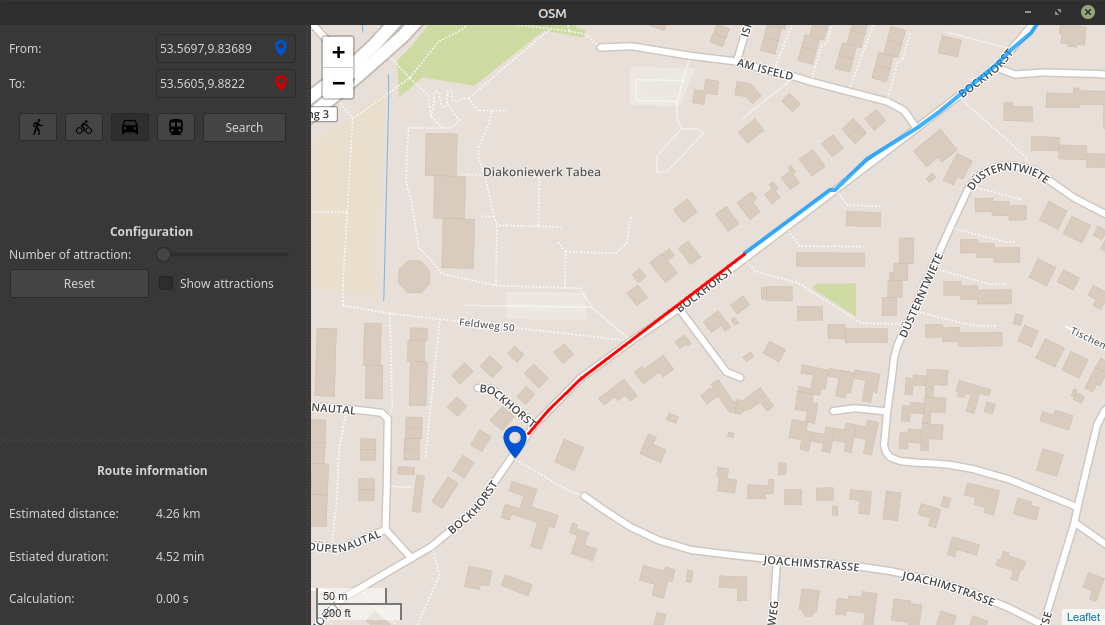 OSM
From:
53.5697,9.83689
To:
53.5605,9.8822
Search
Configuration
Number of attraction:
Reset
Show attractions
Route information
Estimated distance:
4.26 km
Estiated duration:
4.52 min
Calculation:
0.00 s
+
−
ng 3
AM ISFELD
BOCKHORST
Diakoniewerk Tabea
DÜSTERNTWIETE
BOCKHORST
DÜSTERNTWIETE
Feldweg 50
Tischen
BOCKHORST
NAUTAL
BOCKHORST
DÜPENAUTAL
JOACHIMSTRASSE
JOACHIMSTRASSE
50 m
200 ft
WEG
SSE
Leaflet